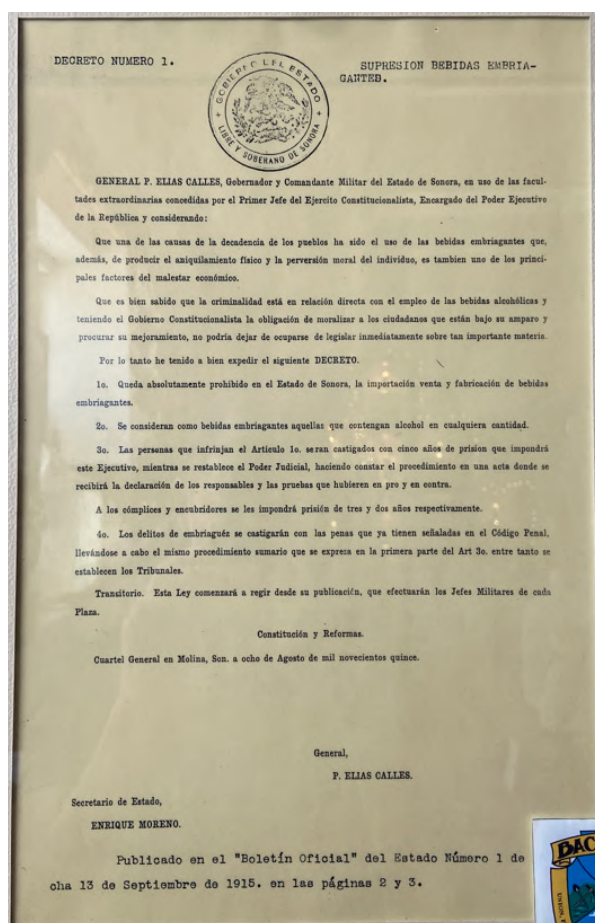 DECRETO NUMERO 1.
SUPRESION BEBIDAS EMBRIA-
GANTEB.
GOBIERNO DEL ESTADO
LIBRE Y SOBERANO DE SONORA
GENERAL P. ELIAS CALLES, Gobernador y Comandante Militar del Estado de Sonora, en uso de las facul-
tades extraordinarias concedidas por el Primer Jefe del Ejercito Constitucionalista, Encargado del Poder Ejecutivo
de la República y considerando:
Que una de las causas de la decadencia de los pueblos ha sido el uso de las bebidas embriagantes que,
además, de producir el aniquilamiento físico y la perversión moral del individuo, es tambien uno de los princi-
pales factores del malestar económico.
Que es bien sabido que la criminalidad está en relación directa con el empleo de las bebidas alcohólicas y
teniendo el Gobierno Constitucionalista la obligación de moralizar a los ciudadanos que están bajo su amparo y
procurar su mejoramiento, no podría dejar de ocuparse de legislar inmediatamente sobre tan importante materia.
Por lo tanto he tenido a bien expedir el siguiente DECRETO.
1o. Queda absolutamente prohibido en el Estado de Sonora, la importación venta y fabricación de bebidas
embriagantes.
2o. Se consideran como bebidas embriagantes aquellas que contengan alcohol en cualquiera cantidad.
3o. Las personas que infrinjan el Articulo 1o. seran castigados con cinco años de prision que impondrá
este Ejecutivo, mientras se restablece el Poder Judicial, haciendo constar el procedimiento en una acta donde se
recibirá la declaración de los responsables y las pruebas que hubieren en pro y en contra.
A los cómplices y encubridores se les impondrá prisión de tres y dos años respectivamente.
4o. Los delitos de embriaguéz se castigarán con las penas que ya tienen señaladas en el Código Penal,
llevándose a cabo el mismo procedimiento sumario que se expresa en la primera parte del Art 3o. entre tanto se
establecen los Tribunales.
Transitorio. Esta Ley comenzará a regir desde su publicación, que efectuarán los Jefes Militares de cada
Plaza.
Constitución y Reformas.
Cuartel General en Molina, Son. a ocho de Agosto de mil novecientos quince.
General,
P. ELIAS CALLES.
Secretario de Estado,
ENRIQUE MORENO.
Publicado en el "Boletín Oficial" del Estado Número 1 de
cha 13 de Septiembre de 1915. en las páginas 2 y 3.
BAC